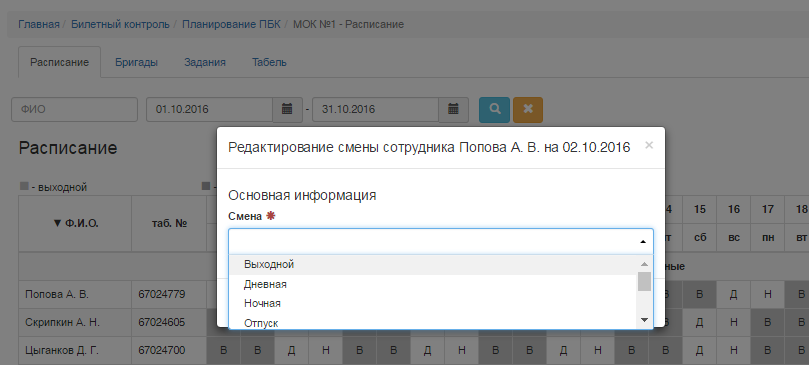 Главная / Билетный контроль / Планирование ПБК / МОК №1 - Расписание
Расписание Бригады Задания Табель
ФИО 01.10.2016 - 31.10.2016
Редактирование смены сотрудника Попова А. В. на 02.10.2016 ×
Расписание
- выходной -
Основная информация
Смена
▼ Ф.И.О. таб. № 15 16 17 18
сб вс пн вт
Выходной
Дневная
Ночная
Отпуск
Попова А. В. 67024779 В В Д Н В
Скрипкин А. Н. 67024605 В Д Н В В
Цыганков Д. Г. 67024700 В В Д Н В В Д Н В В Д Н В В Д Н В В